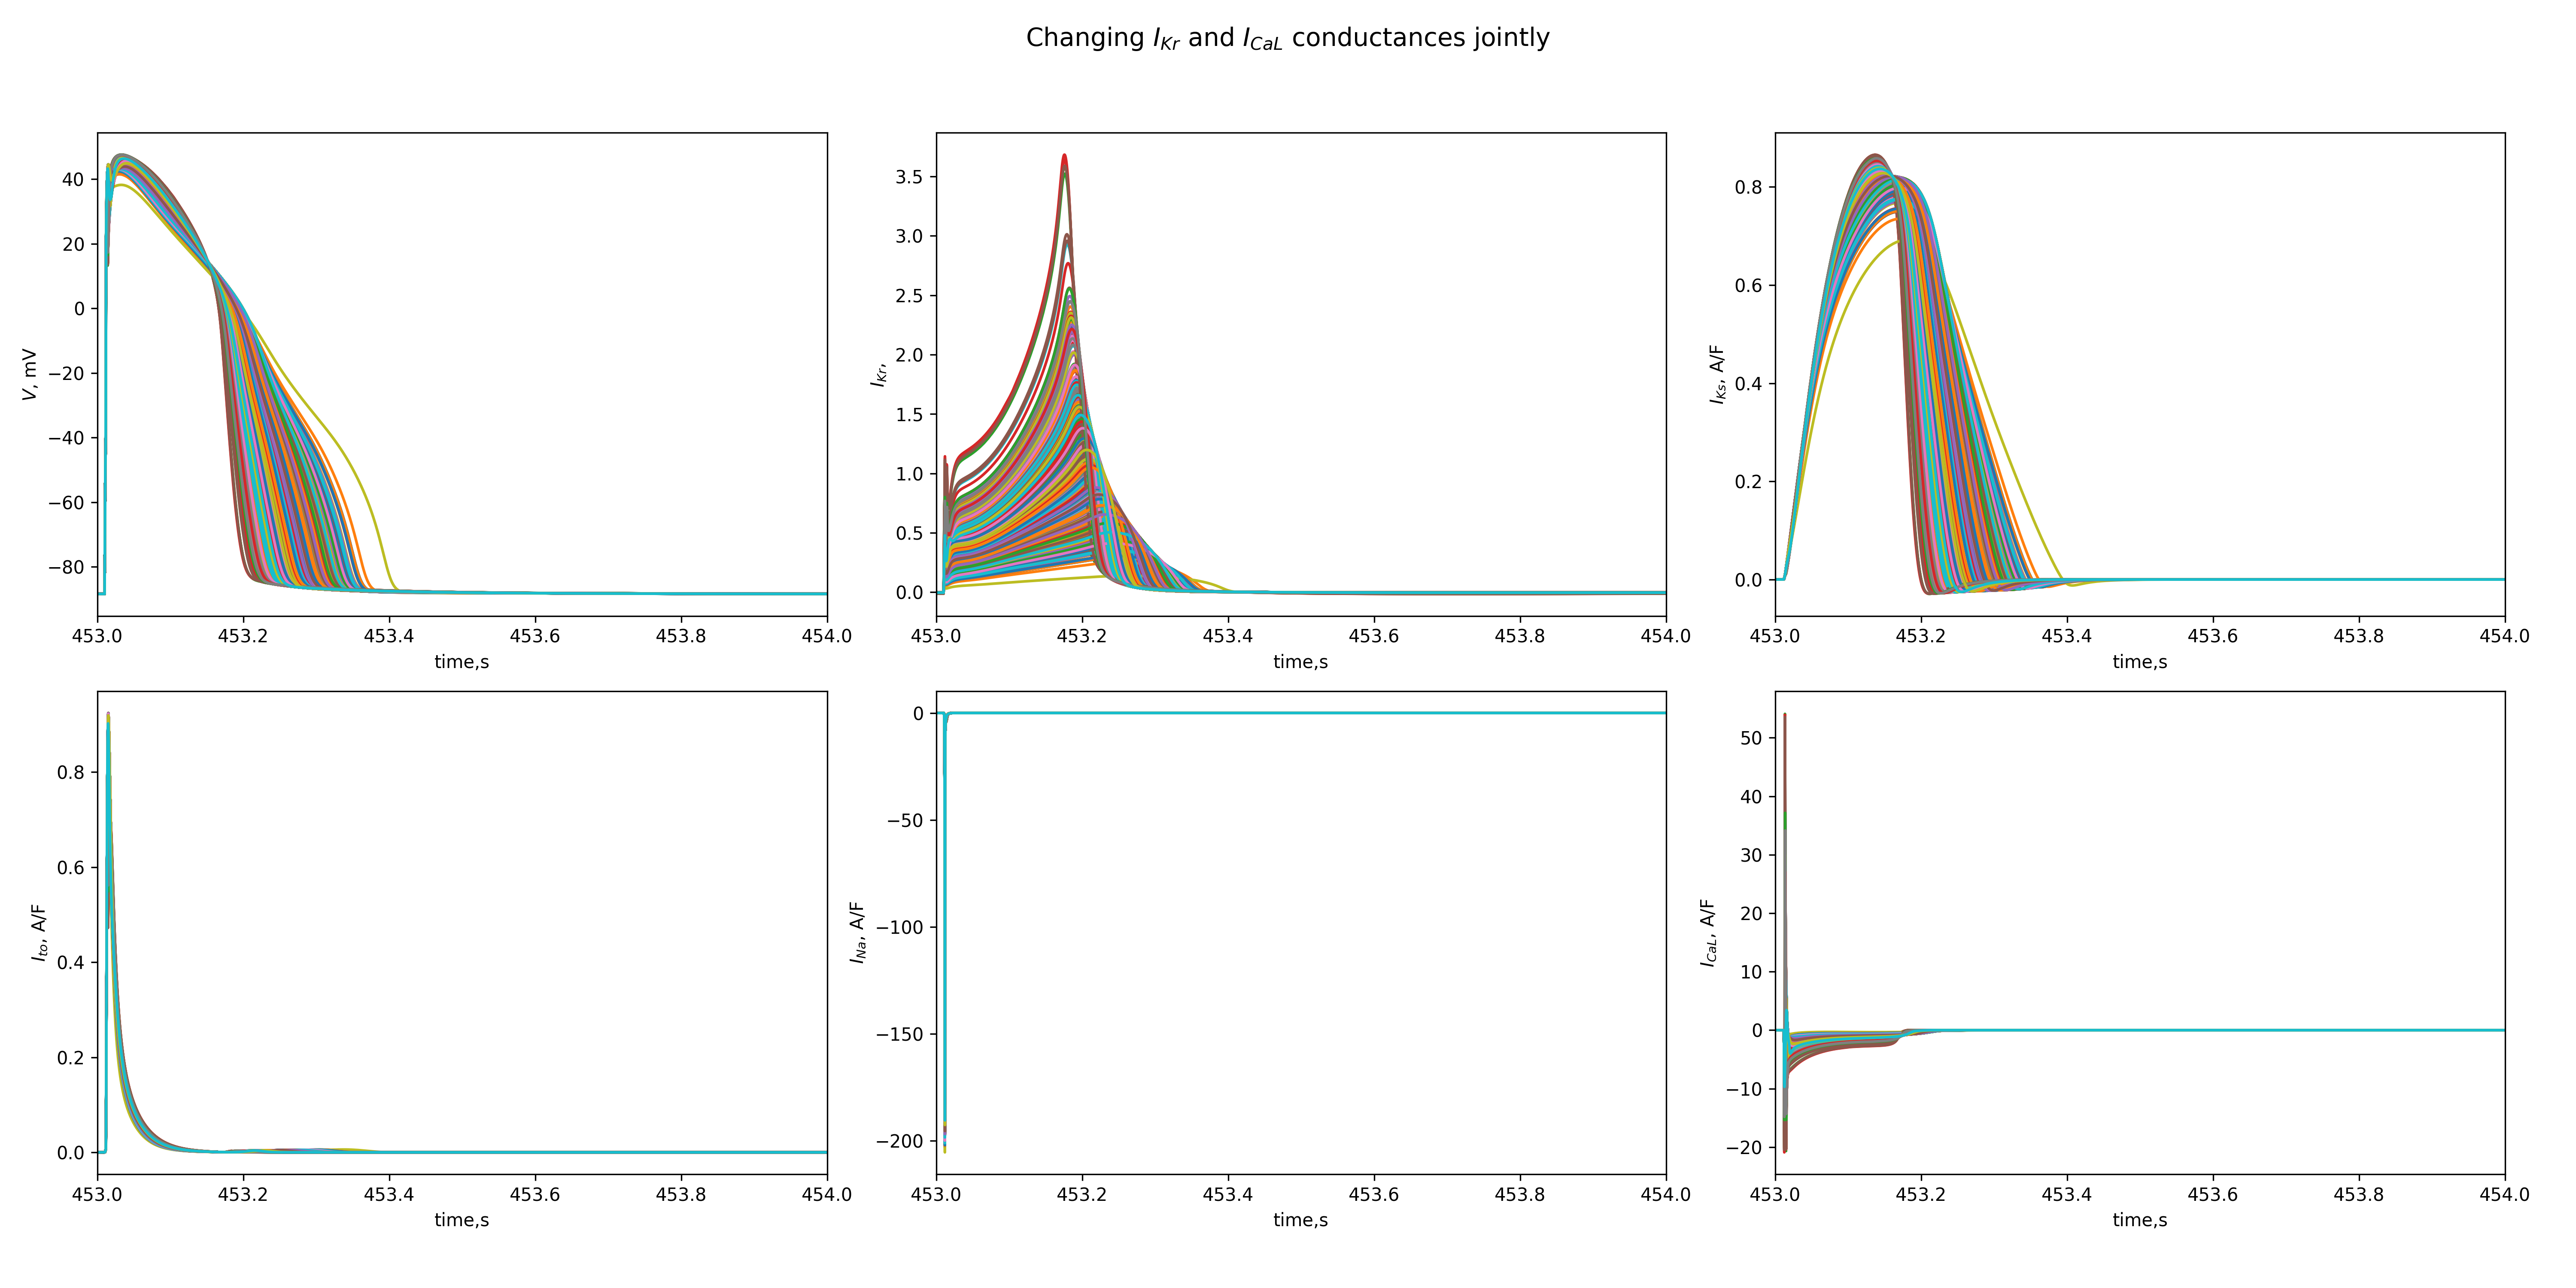 Changing I_Kr and I_CaL conductances jointly
V, mV
40
20
0
−20
−40
−60
−80
453.0 453.2 453.4 453.6 453.8 454.0
time,s
I_Kr,
3.5
3.0
2.5
2.0
1.5
1.0
0.5
0.0
453.0 453.2 453.4 453.6 453.8 454.0
time,s
I_Ks, A/F
0.8
0.6
0.4
0.2
0.0
453.0 453.2 453.4 453.6 453.8 454.0
time,s
I_to, A/F
0.8
0.6
0.4
0.2
0.0
453.0 453.2 453.4 453.6 453.8 454.0
time,s
I_Na, A/F
0
−50
−100
−150
−200
453.0 453.2 453.4 453.6 453.8 454.0
time,s
I_CaL, A/F
50
40
30
20
10
0
−10
−20
453.0 453.2 453.4 453.6 453.8 454.0
time,s